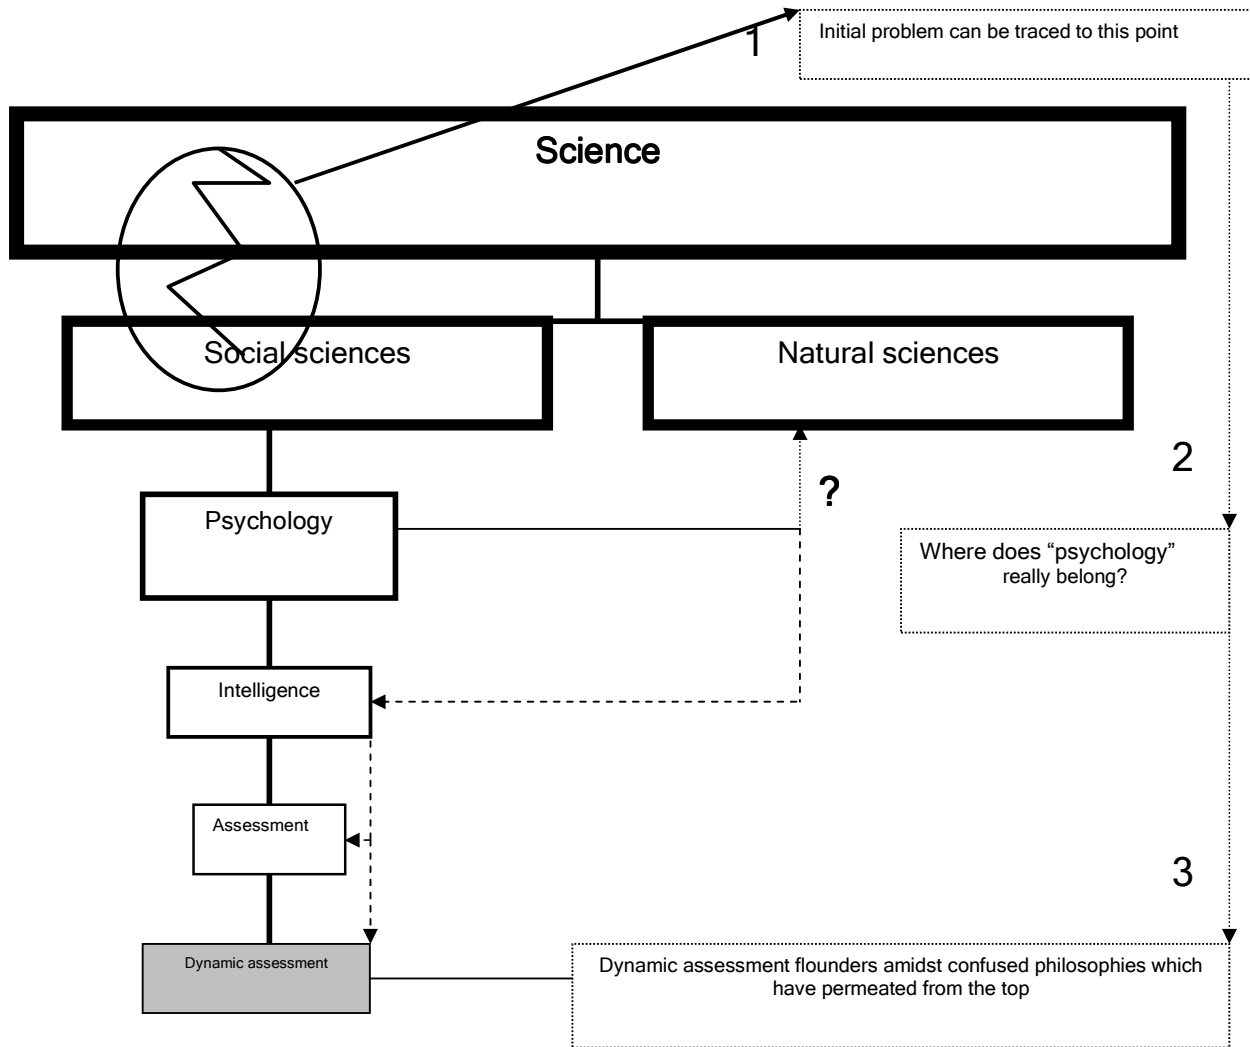 1
Initial problem can be traced to this point
Science
Social sciences
Natural sciences
2
?
Psychology
Where does “psychology”
really belong?
Intelligence
Assessment
3
Dynamic assessment
Dynamic assessment flounders amidst confused philosophies which
have permeated from the top